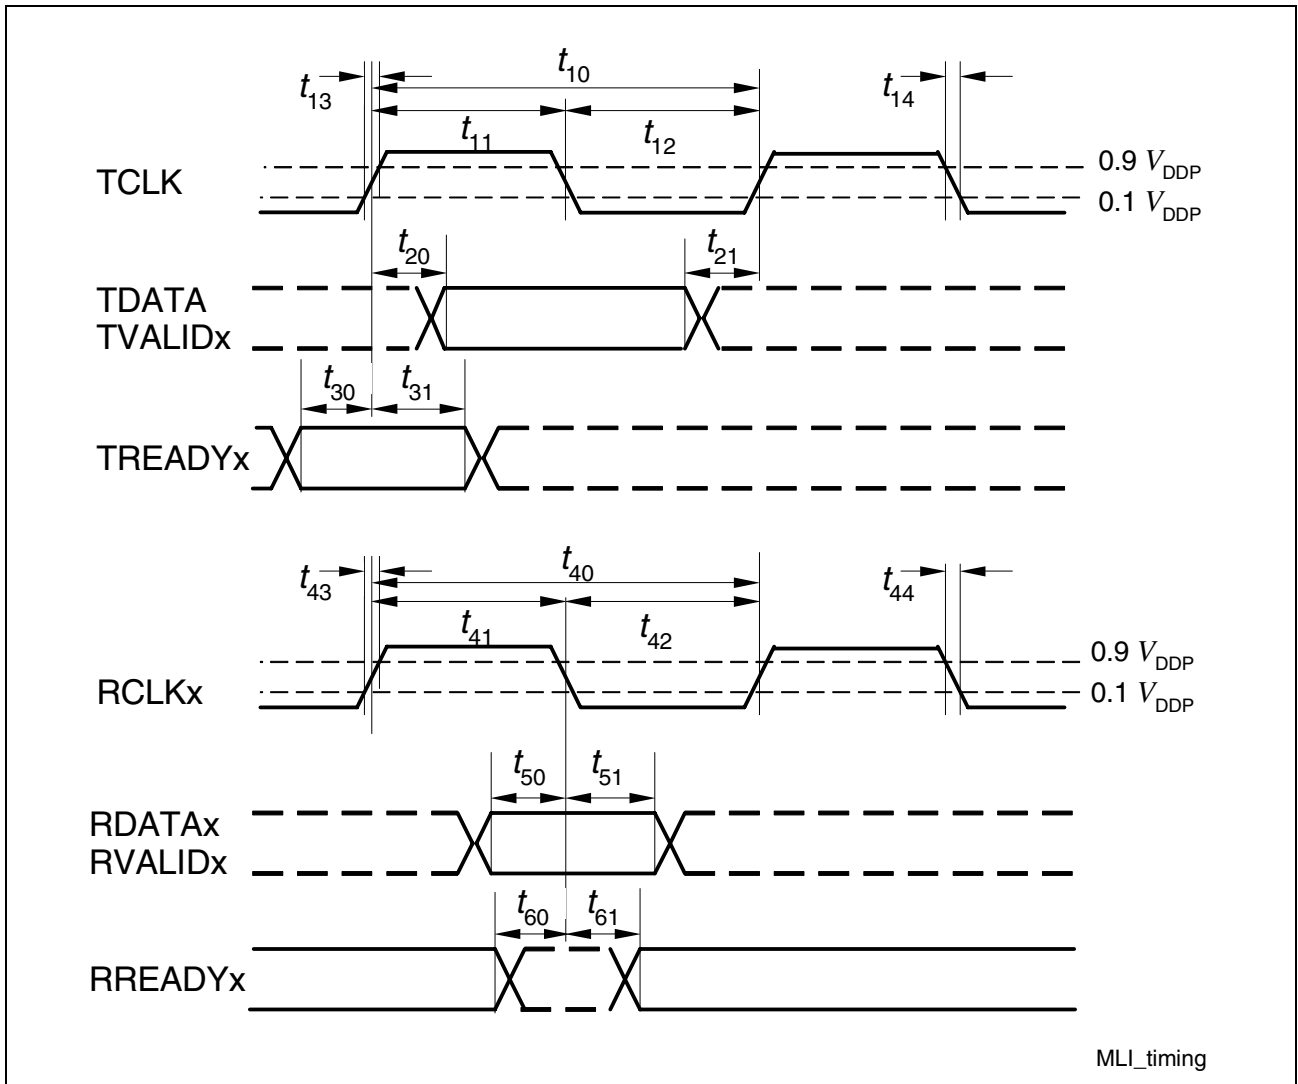 t10
t13
t14
t11
t12
TCLK
0.9 VDDP
0.1 VDDP
t20
t21
TDATA
TVALIDx
t30
t31
TREADYx
t40
t43
t44
t41
t42
RCLKx
0.9 VDDP
0.1 VDDP
t50
t51
RDATAx
RVALIDx
t60
t61
RREADYx
MLI_timing